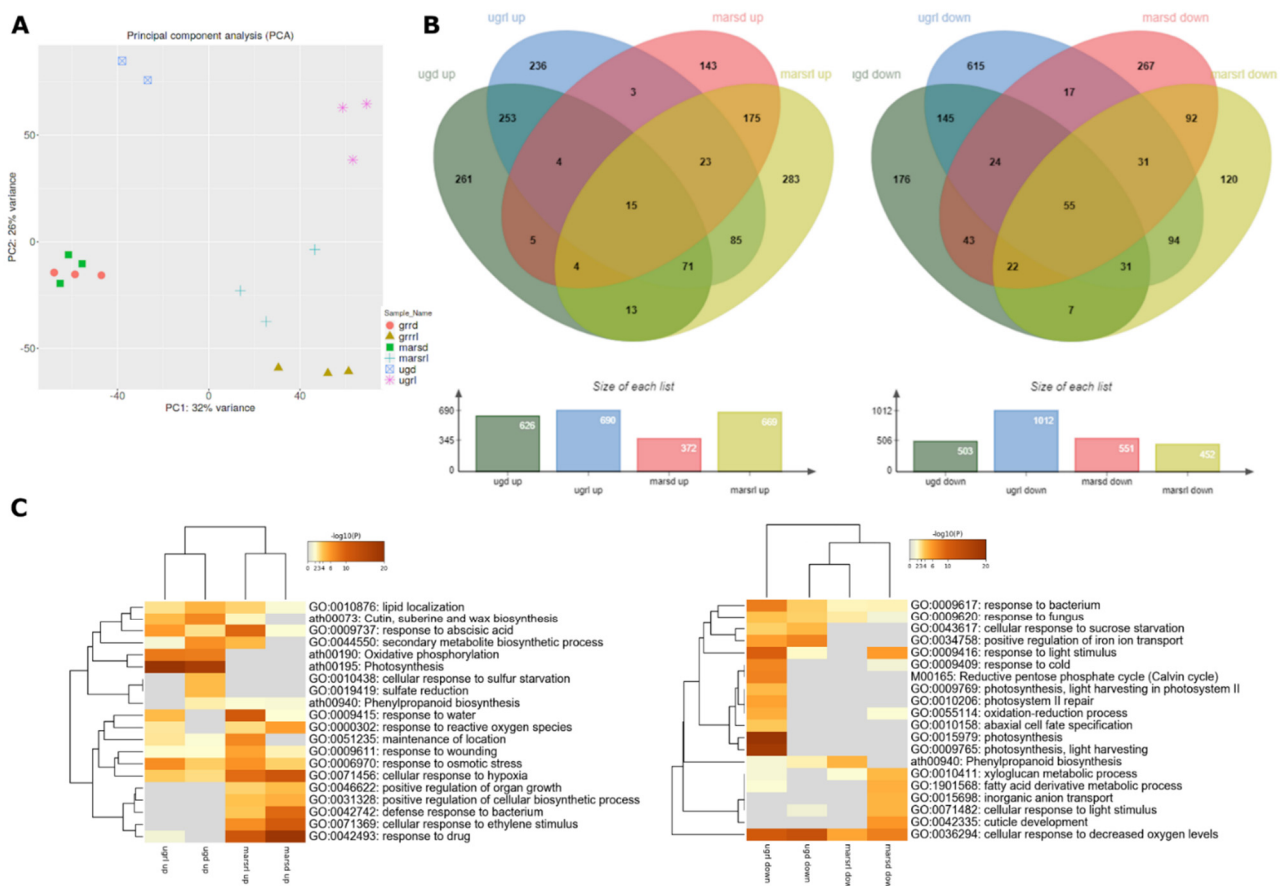 A
Principal component analysis (PCA)
50
0
-50
-40
0
40
PC2: 26% variance
PC1: 32% variance
Sample_Name
grrd
grrrl
marsd
marsrl
ugd
ugrl
B
ugrl up
marsd up
ugd up
marsrl up
236
143
3
253
175
4
23
261
283
15
5
85
4
71
13
ugrl down
marsd down
ugd down
marsrl down
615
267
17
145
92
24
31
176
120
55
43
94
22
31
7
Size of each list
690
345
0
626
690
372
669
ugd up
ugrl up
marsd up
marsrl up
Size of each list
1012
506
0
503
1012
551
452
ugd down
ugrl down
marsd down
marsrl down
C
-log10(P)
0 2 3 4 6 10 20
GO:0010876: lipid localization
ath00073: Cutin, suberine and wax biosynthesis
GO:0009737: response to abscisic acid
GO:0044550: secondary metabolite biosynthetic process
ath00190: Oxidative phosphorylation
ath00195: Photosynthesis
GO:0010438: cellular response to sulfur starvation
GO:0019419: sulfate reduction
ath00940: Phenylpropanoid biosynthesis
GO:0009415: response to water
GO:0000302: response to reactive oxygen species
GO:0051235: maintenance of location
GO:0009611: response to wounding
GO:0006970: response to osmotic stress
GO:0071456: cellular response to hypoxia
GO:0046622: positive regulation of organ growth
GO:0031328: positive regulation of cellular biosynthetic process
GO:0042742: defense response to bacterium
GO:0071369: cellular response to ethylene stimulus
GO:0042493: response to drug
ugrl up
ugd up
marsrl up
marsd up
-log10(P)
0 2 3 4 6 10 20
GO:0009617: response to bacterium
GO:0009620: response to fungus
GO:0043617: cellular response to sucrose starvation
GO:0034758: positive regulation of iron ion transport
GO:0009416: response to light stimulus
GO:0009409: response to cold
M00165: Reductive pentose phosphate cycle (Calvin cycle)
GO:0009769: photosynthesis, light harvesting in photosystem II
GO:0010206: photosystem II repair
GO:0055114: oxidation-reduction process
GO:0010158: abaxial cell fate specification
GO:0015979: photosynthesis
GO:0009765: photosynthesis, light harvesting
ath00940: Phenylpropanoid biosynthesis
GO:0010411: xyloglucan metabolic process
GO:1901568: fatty acid derivative metabolic process
GO:0015698: inorganic anion transport
GO:0071482: cellular response to light stimulus
GO:0042335: cuticle development
GO:0036294: cellular response to decreased oxygen levels
ugrl down
ugd down
marsrl dow
marsd dow